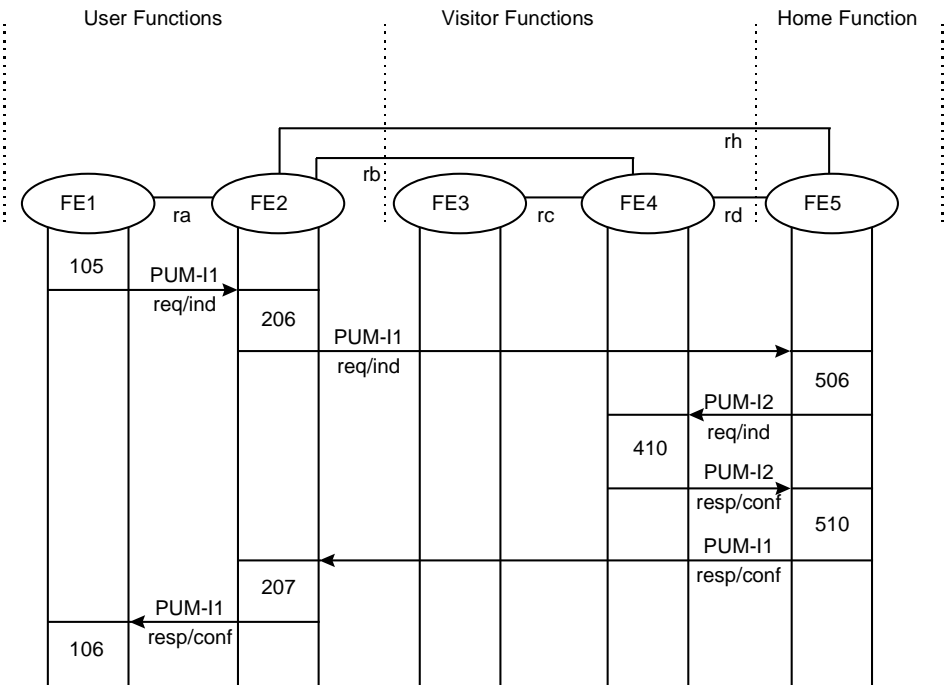 User Functions
Visitor Functions
Home Function
rh
rb
FE1
ra
FE2
FE3
rc
FE4
rd
FE5
105
PUM-I1
req/ind
206
PUM-I1
req/ind
506
PUM-I2
req/ind
410
PUM-I2
resp/conf
510
PUM-I1
resp/conf
207
PUM-I1
resp/conf
106